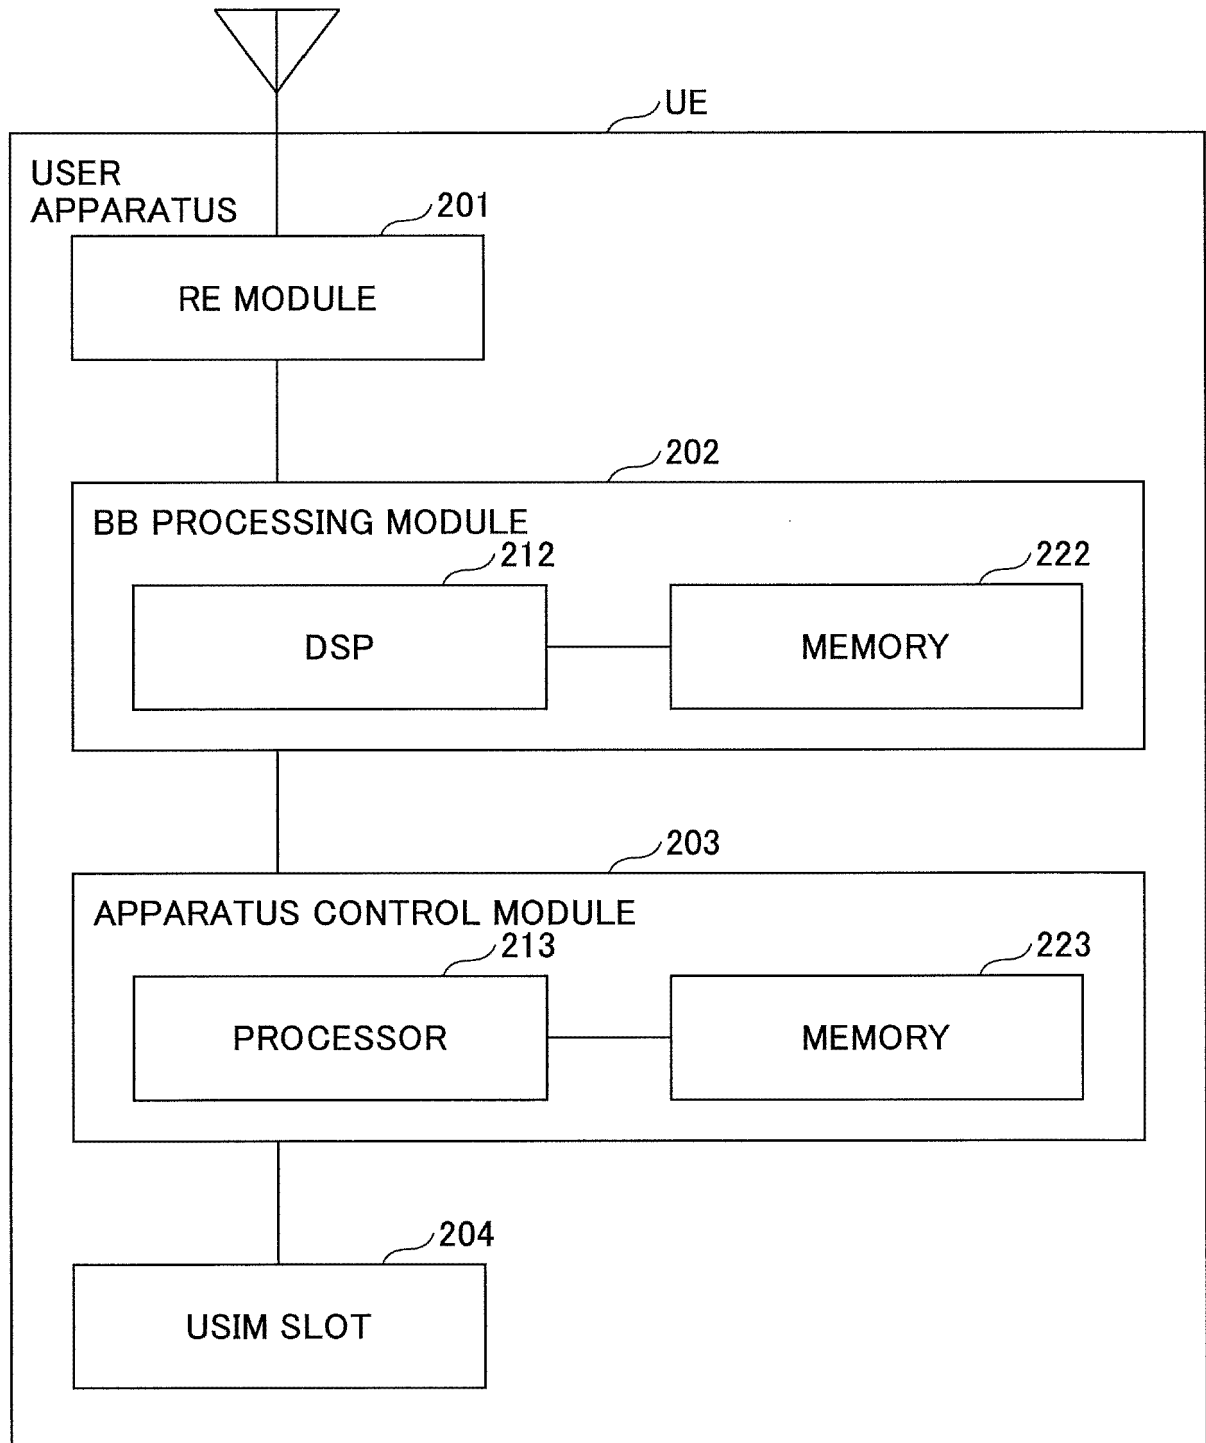 UE
USER
APPARATUS
201
RE MODULE
202
BB PROCESSING MODULE
212
222
DSP
MEMORY
203
APPARATUS CONTROL MODULE
213
223
PROCESSOR
MEMORY
204
USIM SLOT